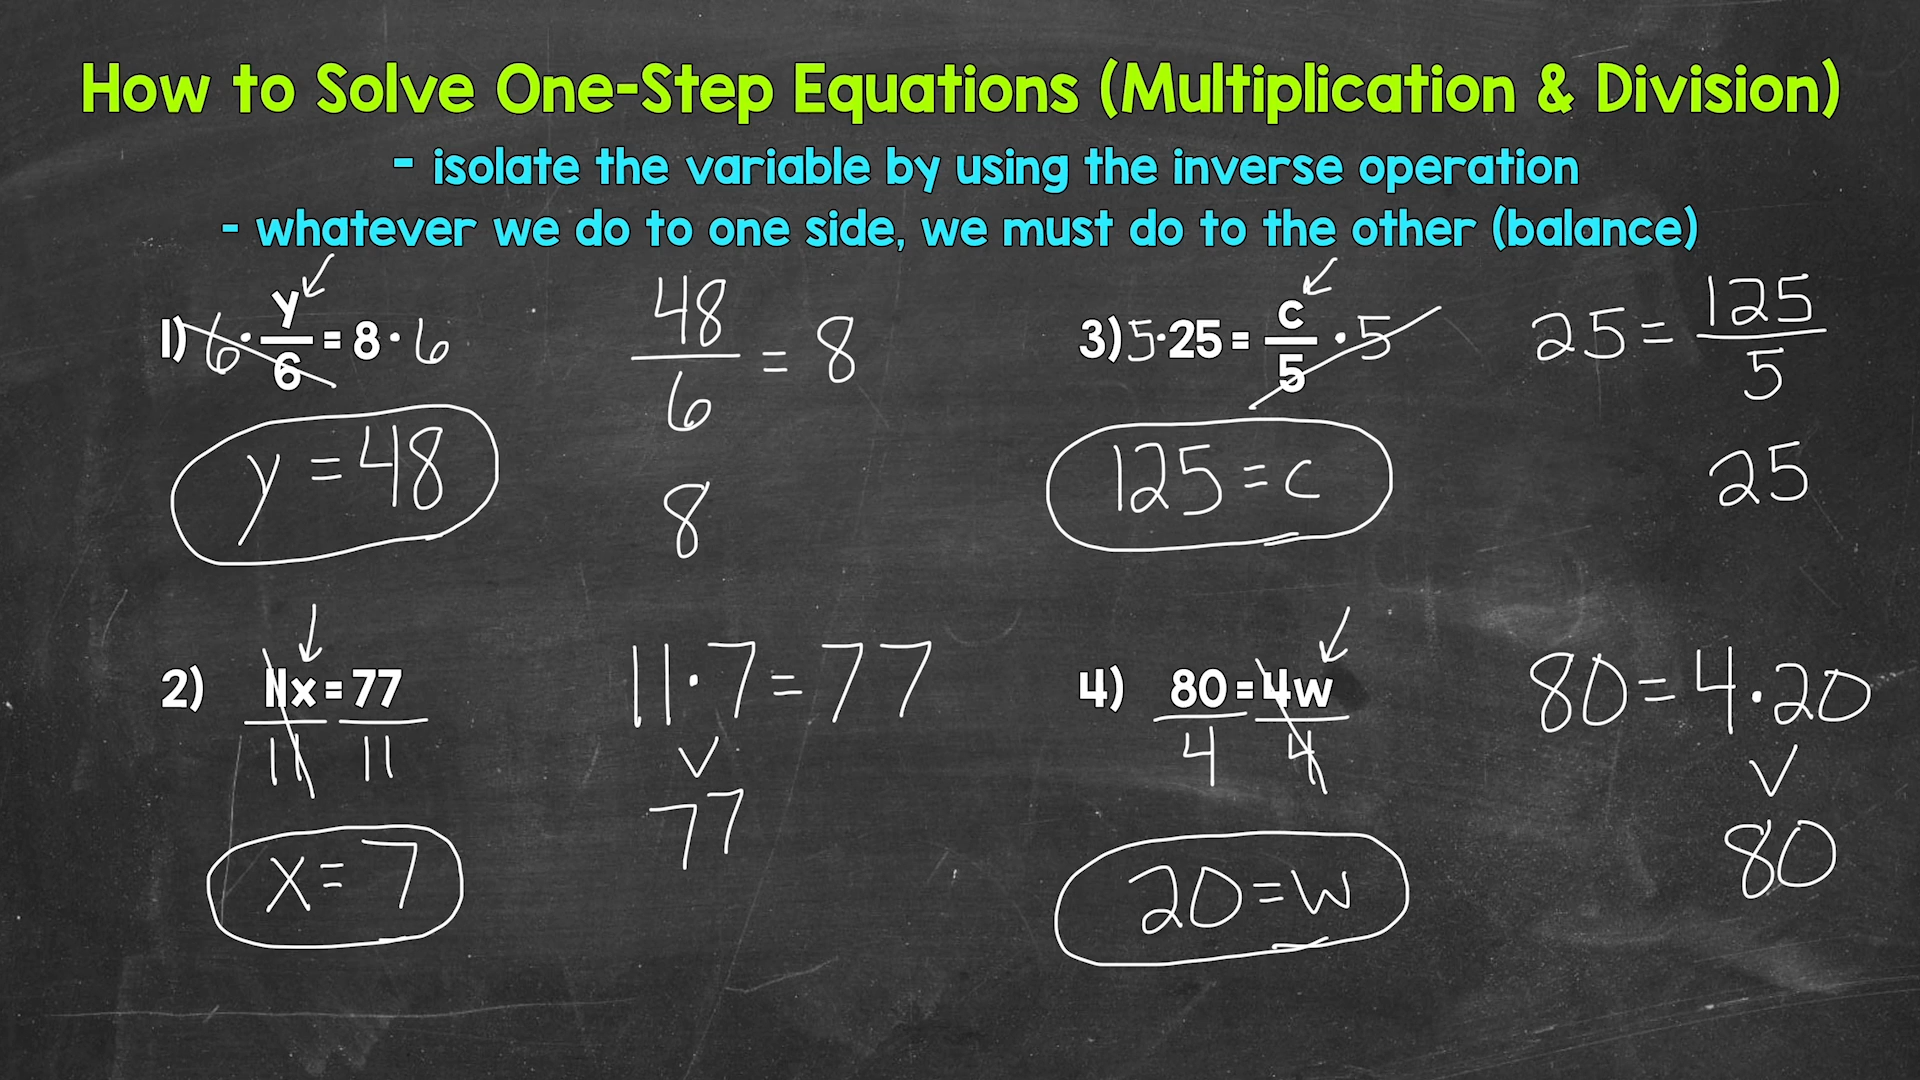 How to Solve One-Step Equations (Multiplication & Division)
- isolate the variable by using the inverse operation
- whatever we do to one side, we must do to the other (balance)
1) 6 · y/6 = 8 · 6
y = 48
48/6 = 8
8
2) 11x = 77
11 11
x = 7
11 · 7 = 77
77
3) 5 · 25 = c/5 · 5
125 = c
25 = 125/5
25
4) 80 = 4w
4 4
20 = w
80 = 4 · 20
80